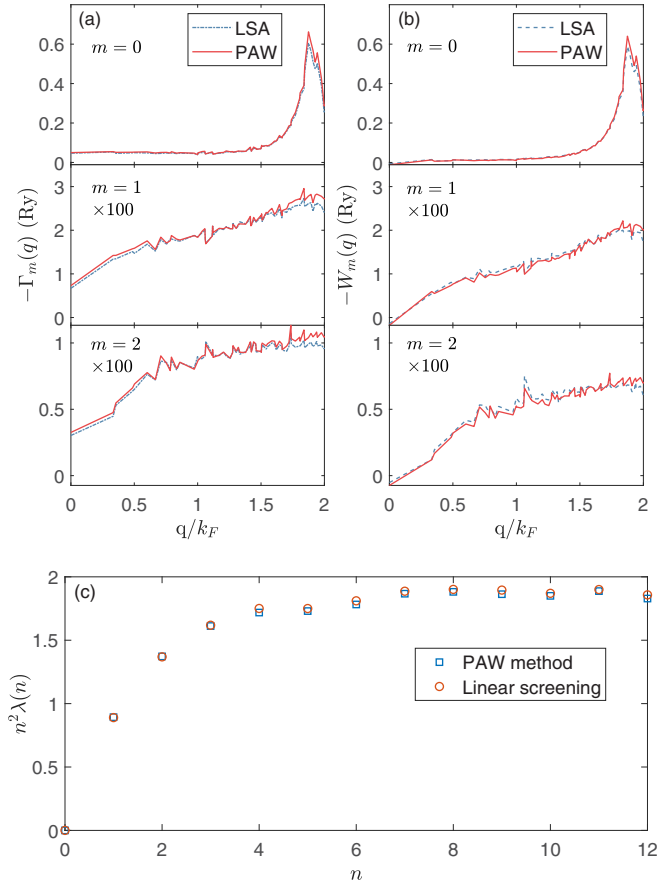 (a)
m = 0
LSA
PAW
0.6
0.4
0.2
0
m = 1
×100
3
2
1
0
m = 2
×100
1
0.5
0
−Γm(q) (Ry)
0 0.5 1 1.5 2
q/kF
(b)
m = 0
LSA
PAW
0.6
0.4
0.2
0
m = 1
×100
3
2
1
0
m = 2
×100
1
0.5
0
−Wm(q) (Ry)
0 0.5 1 1.5 2
q/kF
(c)
2
1.5
1
0.5
0
n²λ(n)
PAW method
Linear screening
0 2 4 6 8 10 12
n